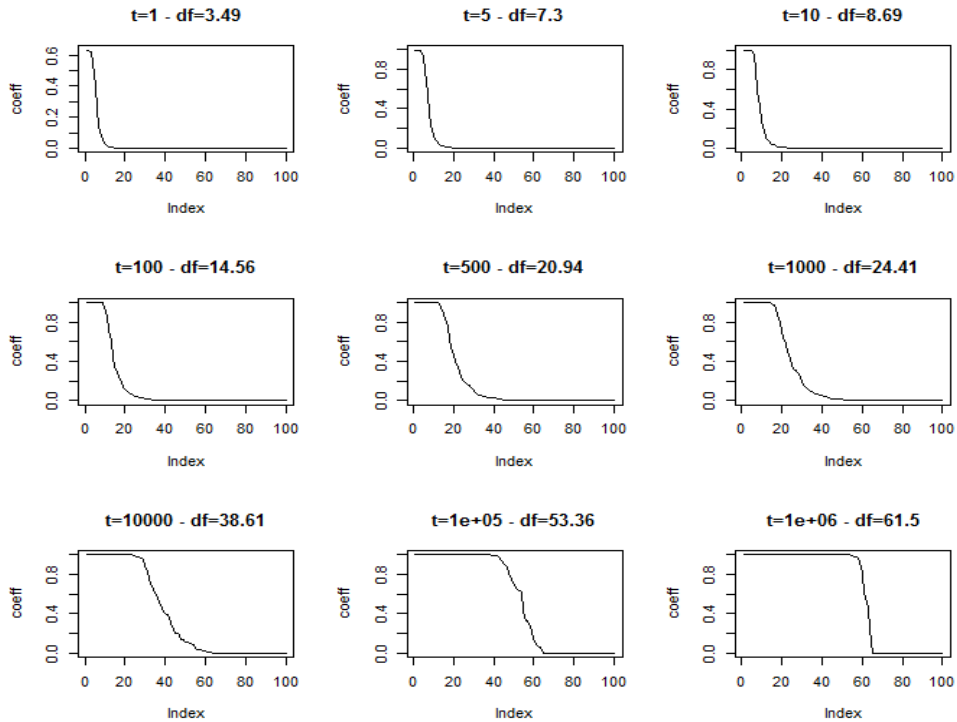 t=1 - df=3.49
t=5 - df=7.3
t=10 - df=8.69
coeff
0.0 0.2 0.4 0.6
coeff
0.0 0.4 0.8
coeff
0.0 0.4 0.8
0 20 40 60 80 100
0 20 40 60 80 100
0 20 40 60 80 100
Index
Index
Index
t=100 - df=14.56
t=500 - df=20.94
t=1000 - df=24.41
coeff
0.0 0.4 0.8
coeff
0.0 0.4 0.8
coeff
0.0 0.4 0.8
0 20 40 60 80 100
0 20 40 60 80 100
0 20 40 60 80 100
Index
Index
Index
t=10000 - df=38.61
t=1e+05 - df=53.36
t=1e+06 - df=61.5
coeff
0.0 0.4 0.8
coeff
0.0 0.4 0.8
coeff
0.0 0.4 0.8
0 20 40 60 80 100
0 20 40 60 80 100
0 20 40 60 80 100
Index
Index
Index